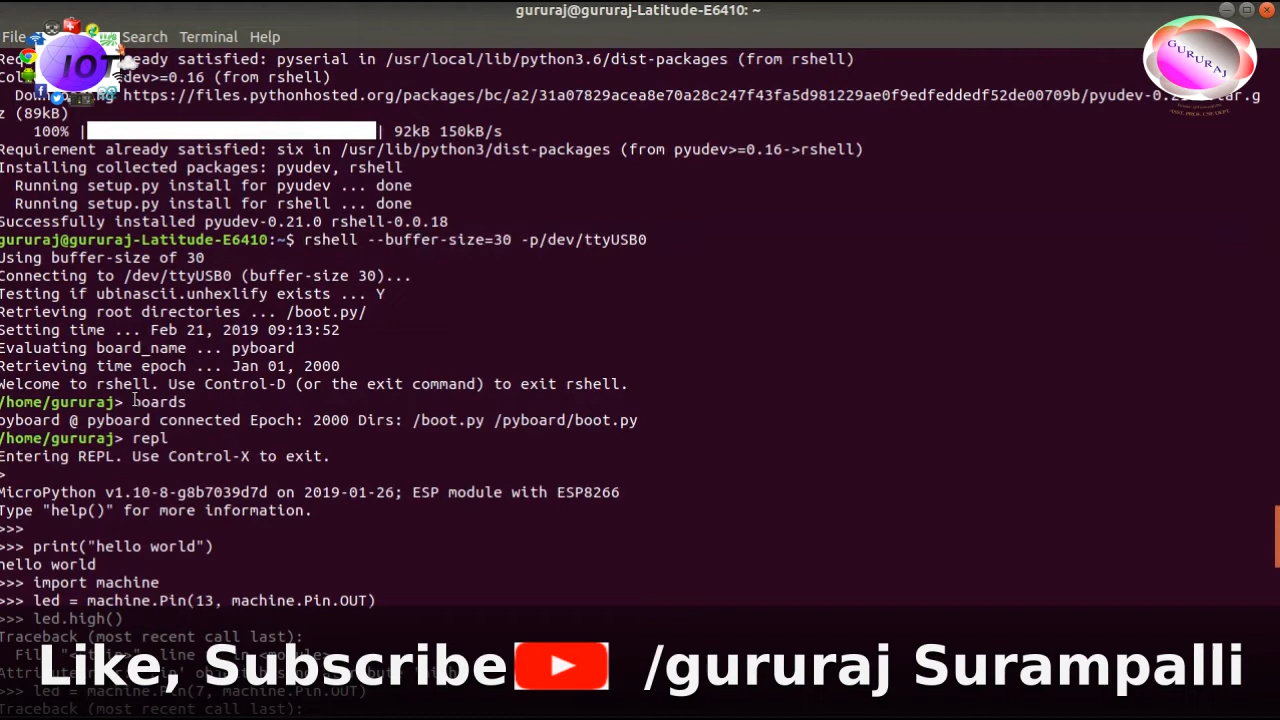 gururaj@gururaj-Latitude-E6410: ~
File Search Terminal Help
IOT
GURURAJ
ASST. PROF, CSE DEPT.
satisfied: pyserial in /usr/local/lib/python3.6/dist-packages (from rshell)
dev>=0.16 (from rshell)
https://files.pythonhosted.org/packages/bc/a2/31a07829acea8e70a28c247f43fa5d981229ae0f9edfeddedf52de00709b/pyudev-0. tar.g
z (89kB)
100% | | 92kB 150kB/s
Requirement already satisfied: six in /usr/lib/python3/dist-packages (from pyudev>=0.16->rshell)
Installing collected packages: pyudev, rshell
Running setup.py install for pyudev ... done
Running setup.py install for rshell ... done
Successfully installed pyudev-0.21.0 rshell-0.0.18
gururaj@gururaj-Latitude-E6410:~$ rshell --buffer-size=30 -p/dev/ttyUSB0
Using buffer-size of 30
Connecting to /dev/ttyUSB0 (buffer-size 30)...
Testing if ubinascii.unhexlify exists ... Y
Retrieving root directories ... /boot.py/
Setting time ... Feb 21, 2019 09:13:52
Evaluating board_name ... pyboard
Retrieving time epoch ... Jan 01, 2000
Welcome to rshell. Use Control-D (or the exit command) to exit rshell.
/home/gururaj> boards
pyboard @ pyboard connected Epoch: 2000 Dirs: /boot.py /pyboard/boot.py
/home/gururaj> repl
Entering REPL. Use Control-X to exit.
>
MicroPython v1.10-8-g8b7039d7d on 2019-01-26; ESP module with ESP8266
Type "help()" for more information.
>>>
>>> print("hello world")
hello world
>>> import machine
>>> led = machine.Pin(13, machine.Pin.OUT)
>>> led.high()
Traceback (most recent call last):
Like, Subscribe /gururaj Surampalli
>>> led = machine.Pin(7, machine.Pin.OUT)
Traceback (most recent call last):